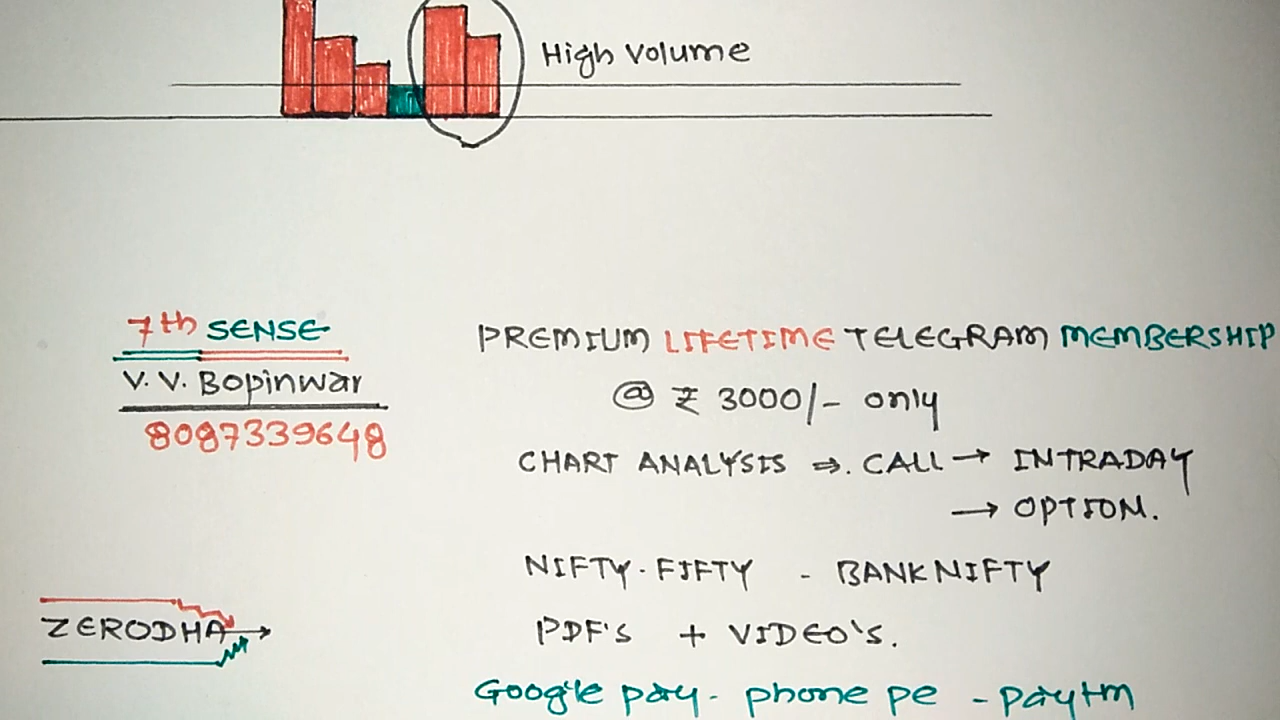 High Volume
7th SENSE
V. V. Bopinwar
8087339648
PREMIUM LIFETIME TELEGRAM MEMBERSHIP
@ ₹ 3000/- only
CHART ANALYSIS ⇒. CALL → INTRADAY
→ OPTION.
NIFTY-FIFTY - BANKNIFTY
PDF'S + VIDEO'S.
ZERODHA
Google pay - phone pe - paytm